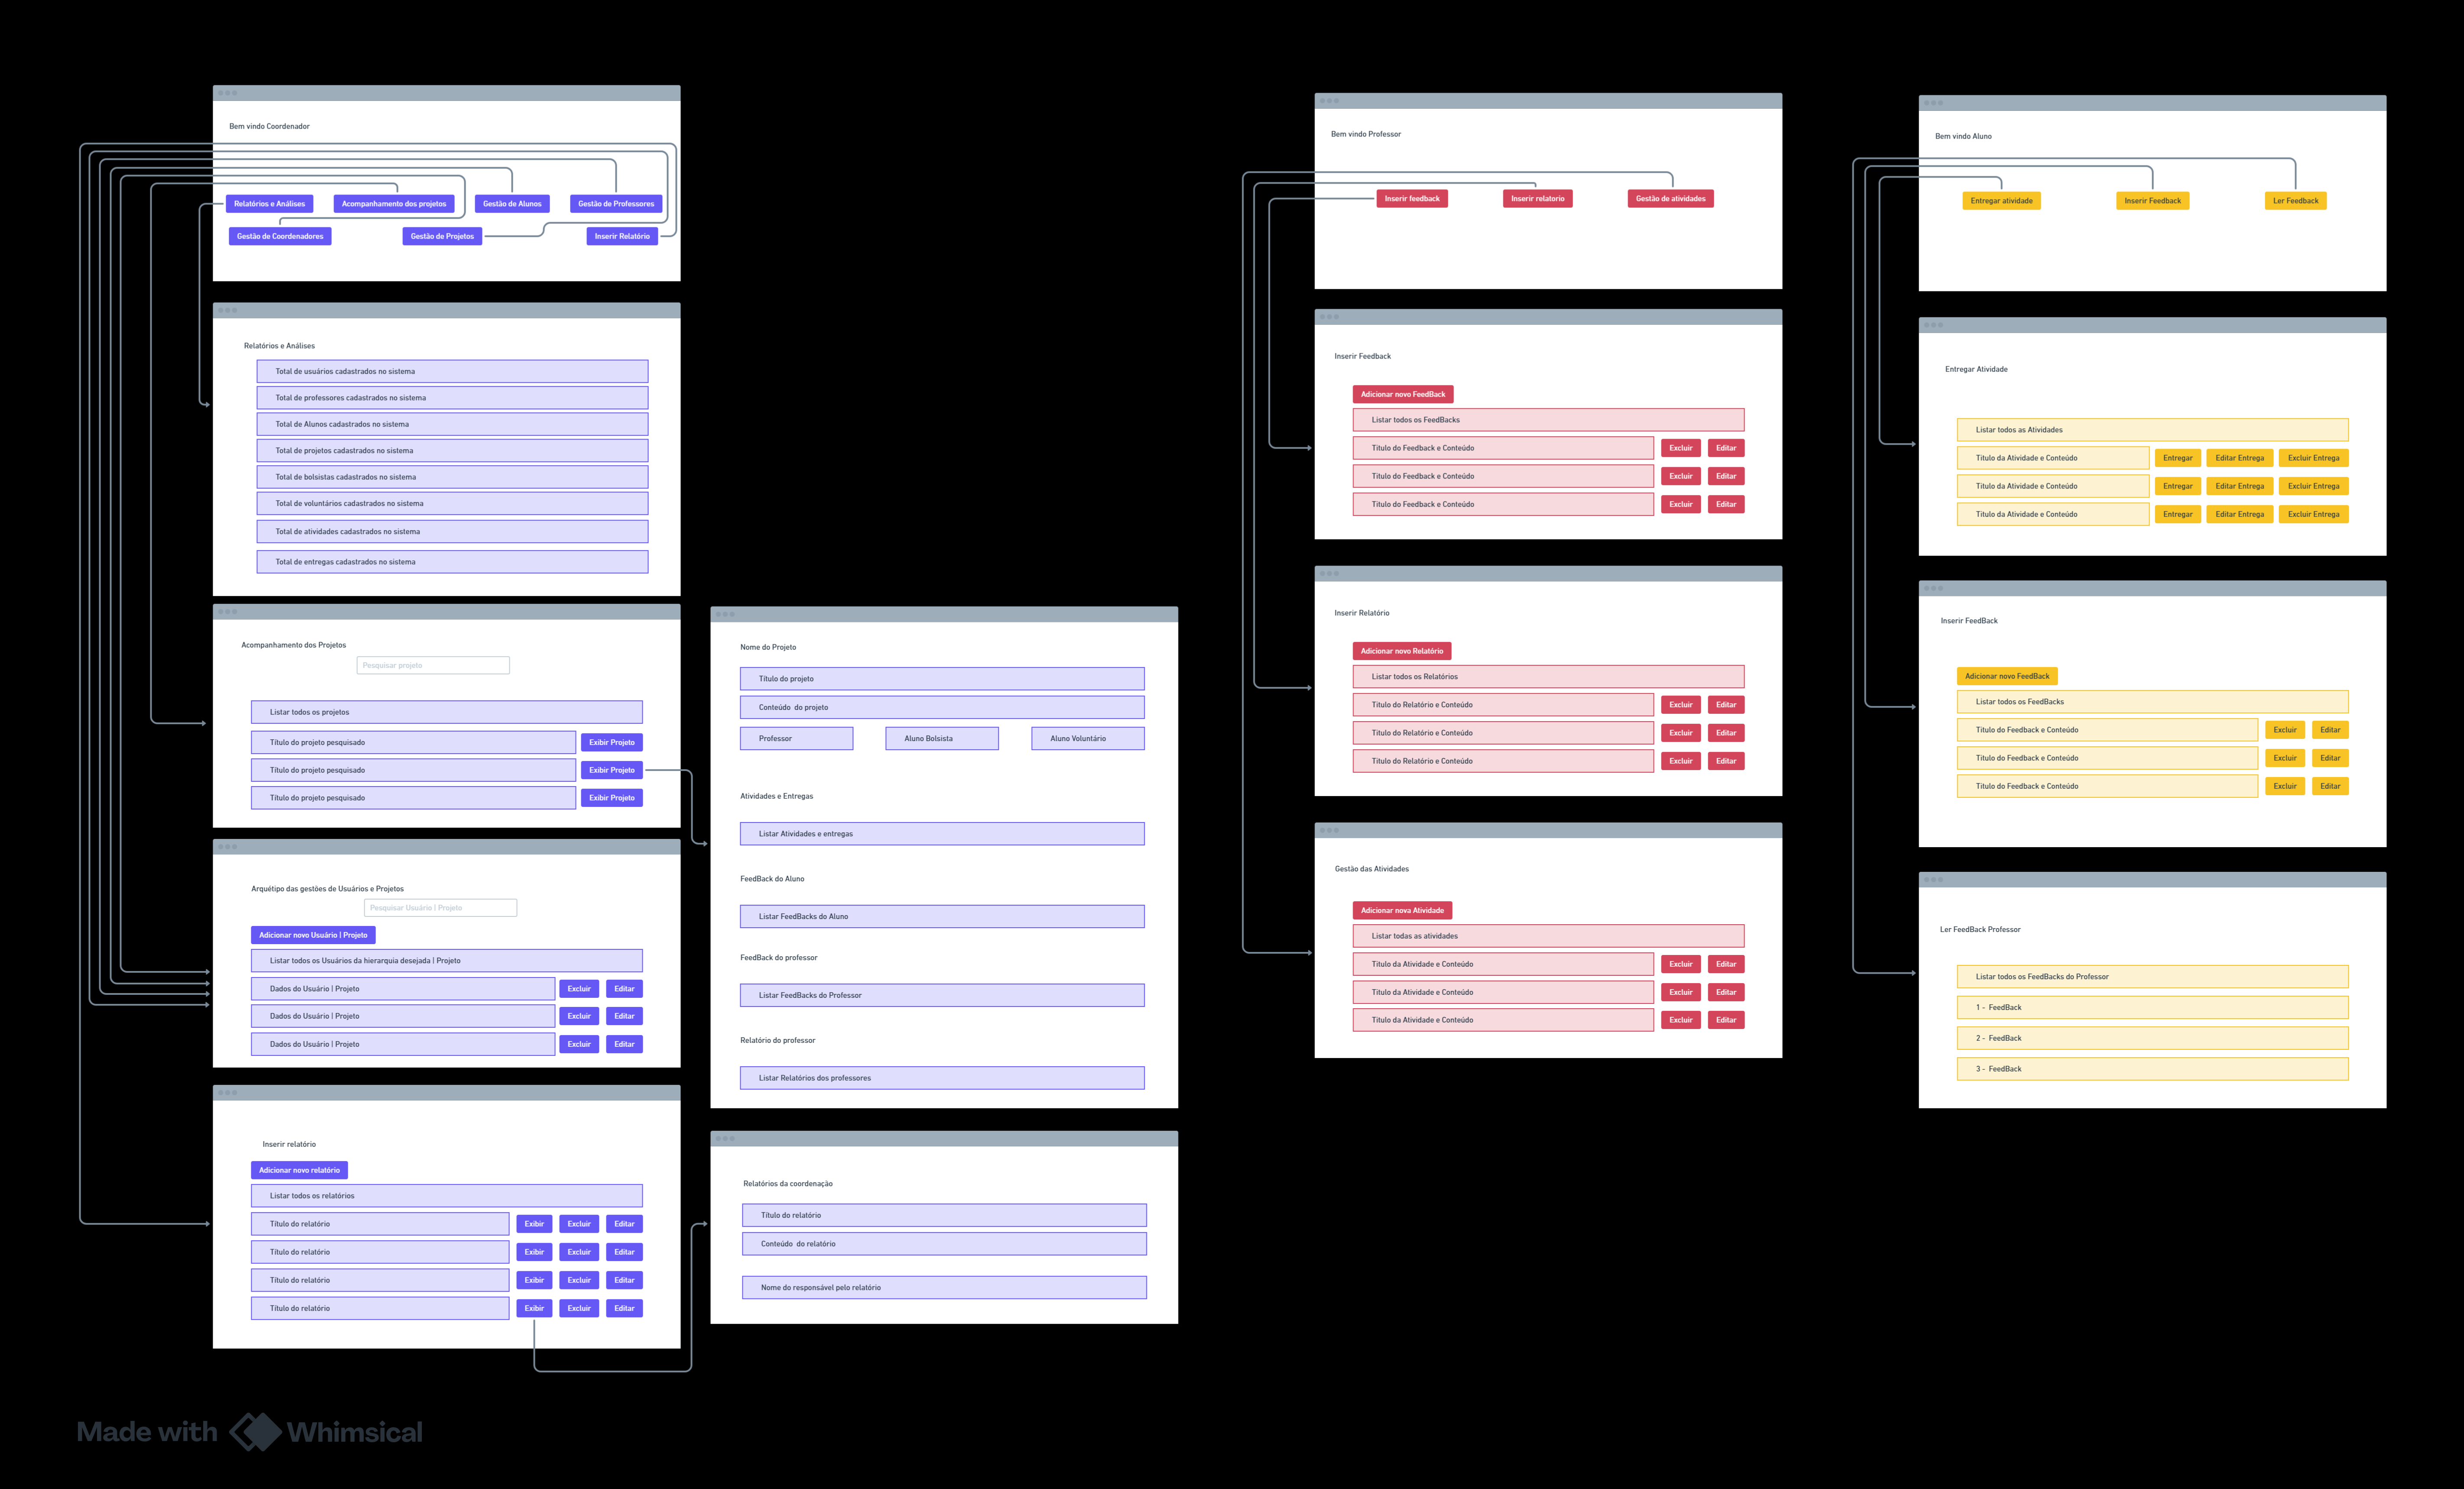 Bem vindo Coordenador
Relatórios e Análises
Acompanhamento dos projetos
Gestão de Alunos
Gestão de Professores
Gestão de Coordenadores
Gestão de Projetos
Inserir Relatório
Relatórios e Análises
Total de usuários cadastrados no sistema
Total de professores cadastrados no sistema
Total de Alunos cadastrados no sistema
Total de projetos cadastrados no sistema
Total de bolsistas cadastrados no sistema
Total de voluntários cadastrados no sistema
Total de atividades cadastrados no sistema
Total de entregas cadastrados no sistema
Acompanhamento dos Projetos
Pesquisar projeto
Listar todos os projetos
Título do projeto pesquisado
Exibir Projeto
Título do projeto pesquisado
Exibir Projeto
Título do projeto pesquisado
Exibir Projeto
Arquétipo das gestões de Usuários e Projetos
Pesquisar Usuário | Projeto
Adicionar novo Usuário | Projeto
Listar todos os Usuários da hierarquia desejada | Projeto
Dados do Usuário | Projeto
Excluir
Editar
Dados do Usuário | Projeto
Excluir
Editar
Dados do Usuário | Projeto
Excluir
Editar
Inserir relatório
Adicionar novo relatório
Listar todos os relatórios
Título do relatório
Exibir
Excluir
Editar
Título do relatório
Exibir
Excluir
Editar
Título do relatório
Exibir
Excluir
Editar
Título do relatório
Exibir
Excluir
Editar
Nome do Projeto
Título do projeto
Conteúdo do projeto
Professor
Aluno Bolsista
Aluno Voluntário
Atividades e Entregas
Listar Atividades e entregas
FeedBack do Aluno
Listar FeedBacks do Aluno
FeedBack do professor
Listar FeedBacks do Professor
Relatório do professor
Listar Relatórios dos professores
Relatórios da coordenação
Título do relatório
Conteúdo do relatório
Nome do responsável pelo relatório
Bem vindo Professor
Inserir feedback
Inserir relatorio
Gestão de atividades
Inserir Feedback
Adicionar novo FeedBack
Listar todos os FeedBacks
Título do Feedback e Conteúdo
Excluir
Editar
Título do Feedback e Conteúdo
Excluir
Editar
Título do Feedback e Conteúdo
Excluir
Editar
Inserir Relatório
Adicionar novo Relatório
Listar todos os Relatórios
Título do Relatório e Conteúdo
Excluir
Editar
Título do Relatório e Conteúdo
Excluir
Editar
Título do Relatório e Conteúdo
Excluir
Editar
Gestão das Atividades
Adicionar nova Atividade
Listar todas as atividades
Título da Atividade e Conteúdo
Excluir
Editar
Título da Atividade e Conteúdo
Excluir
Editar
Título da Atividade e Conteúdo
Excluir
Editar
Bem vindo Aluno
Entregar atividade
Inserir Feedback
Ler Feedback
Entregar Atividade
Listar todos as Atividades
Título da Atividade e Conteúdo
Entregar
Editar Entrega
Excluir Entrega
Título da Atividade e Conteúdo
Entregar
Editar Entrega
Excluir Entrega
Título da Atividade e Conteúdo
Entregar
Editar Entrega
Excluir Entrega
Inserir FeedBack
Adicionar novo FeedBack
Listar todos os FeedBacks
Título do Feedback e Conteúdo
Excluir
Editar
Título do Feedback e Conteúdo
Excluir
Editar
Título do Feedback e Conteúdo
Excluir
Editar
Ler FeedBack Professor
Listar todos os FeedBacks do Professor
1 - FeedBack
2 - FeedBack
3 - FeedBack
Made with Whimsical